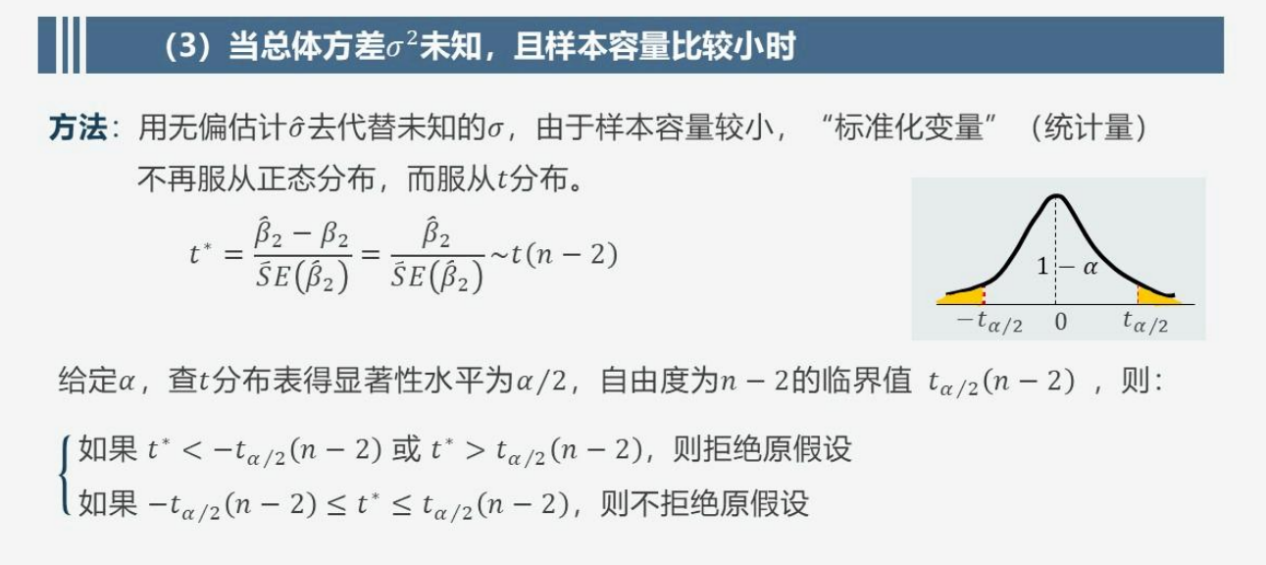 （3）当总体方差σ²未知，且样本容量比较小时
方法：用无偏估计σ̂去代替未知的σ，由于样本容量较小，“标准化变量”（统计量）
不再服从正态分布，而服从t分布。
t* = (β̂₂ − β₂)/(ŜE(β̂₂)) = β̂₂/(ŜE(β̂₂)) ~t(n − 2)
1 − α
−t_{α/2} 0 t_{α/2}
给定α，查t分布表得显著性水平为α/2，自由度为n − 2的临界值 t_{α/2}(n − 2) ，则：
如果 t* < −t_{α/2}(n − 2) 或 t* > t_{α/2}(n − 2)，则拒绝原假设
如果 −t_{α/2}(n − 2) ≤ t* ≤ t_{α/2}(n − 2)，则不拒绝原假设